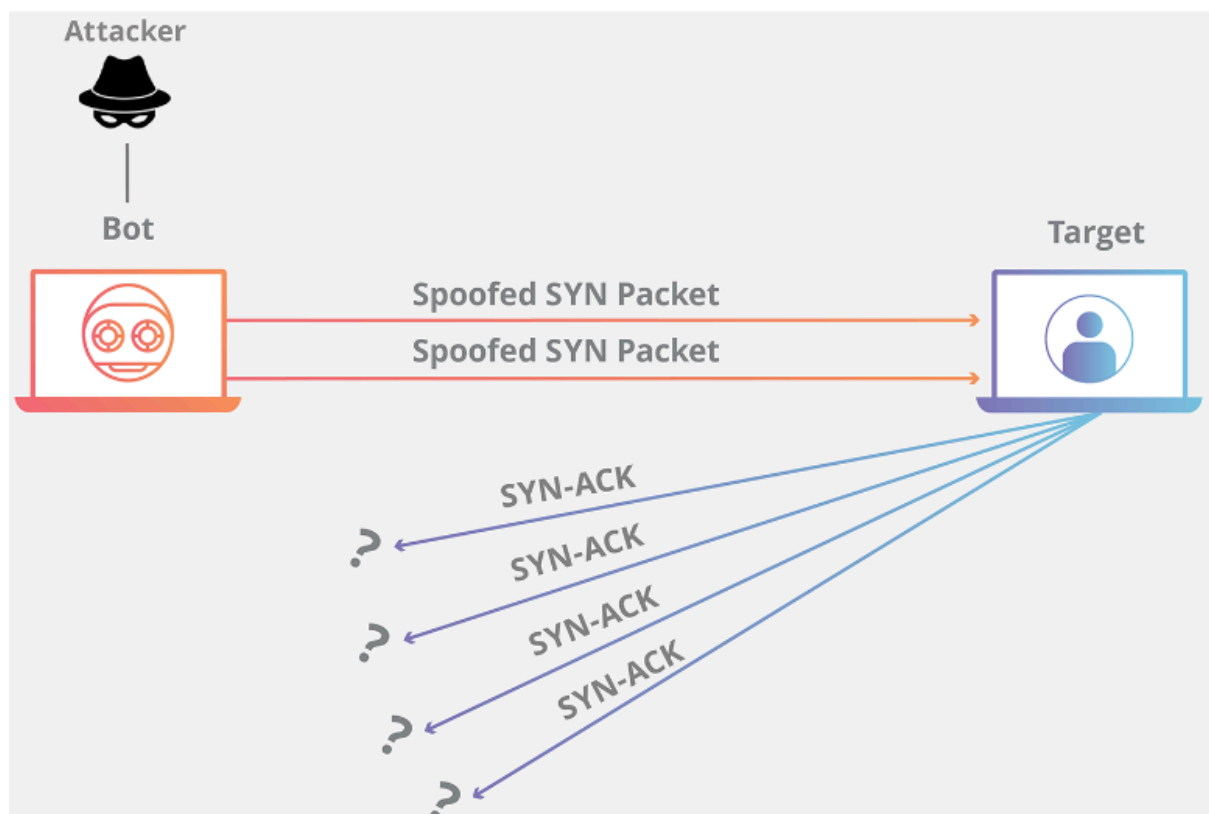 Attacker
Bot
Target
Spoofed SYN Packet
Spoofed SYN Packet
SYN-ACK
?
SYN-ACK
?
SYN-ACK
?
SYN-ACK
?